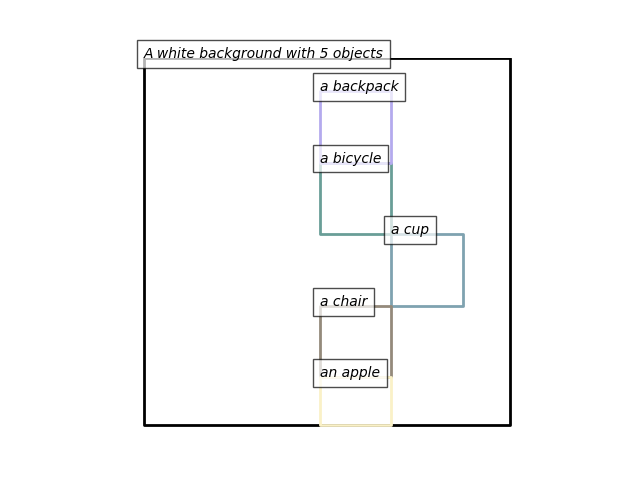 A white background with 5 objects
a backpack
a bicycle
a cup
a chair
an apple